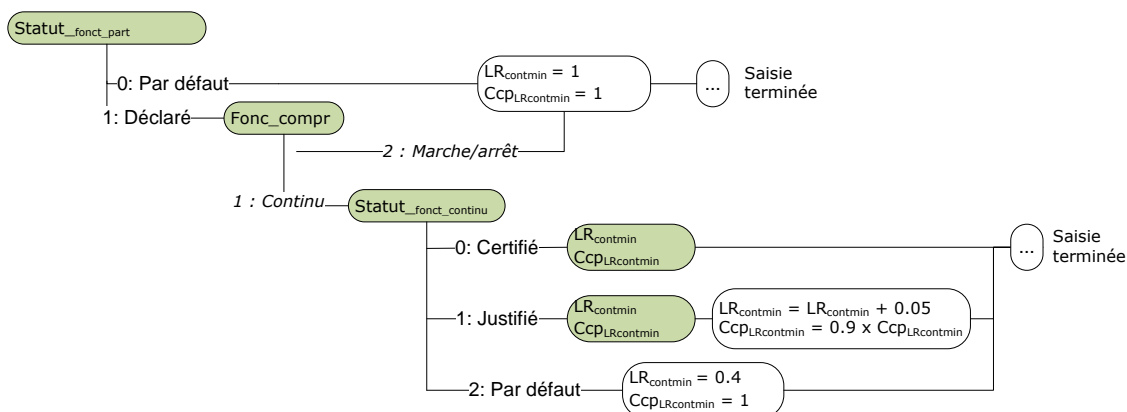 Statut_fonct_part
0: Par défaut
LRcontmin = 1
CcpLRcontmin = 1
...
Saisie
terminée
1: Déclaré
Fonc_compr
2 : Marche/arrêt
1 : Continu
Statut_fonct_continu
0: Certifié
LRcontmin
CcpLRcontmin
...
Saisie
terminée
1: Justifié
LRcontmin
CcpLRcontmin
LRcontmin = LRcontmin + 0.05
CcpLRcontmin = 0.9 x CcpLRcontmin
2: Par défaut
LRcontmin = 0.4
CcpLRcontmin = 1